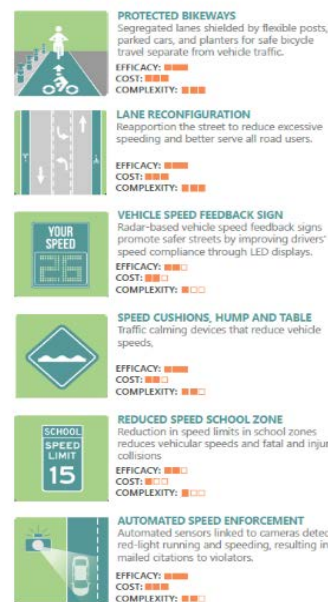 PROTECTED BIKEWAYS
Segregated lanes shielded by flexible posts,
parked cars, and planters for safe bicycle
travel separate from vehicle traffic.
EFFICACY:
COST:
COMPLEXITY:
LANE RECONFIGURATION
Reapportion the street to reduce excessive
speeding and better serve all road users.
EFFICACY:
COST:
COMPLEXITY:
YOUR
SPEED
25
VEHICLE SPEED FEEDBACK SIGN
Radar-based vehicle speed feedback signs
promote safer streets by improving drivers'
speed compliance through LED displays.
EFFICACY:
COST:
COMPLEXITY:
SPEED CUSHIONS, HUMP AND TABLE
Traffic calming devices that reduce vehicle
speeds,
EFFICACY:
COST:
COMPLEXITY:
SCHOOL
SPEED
LIMIT
15
REDUCED SPEED SCHOOL ZONE
Reduction in speed limits in school zones
reduces vehicular speeds and fatal and injur
collisions
EFFICACY:
COST:
COMPLEXITY:
AUTOMATED SPEED ENFORCEMENT
Automated sensors linked to cameras detec
red-light running and speeding, resulting in
mailed citations to violators.
EFFICACY:
COST:
COMPLEXITY: